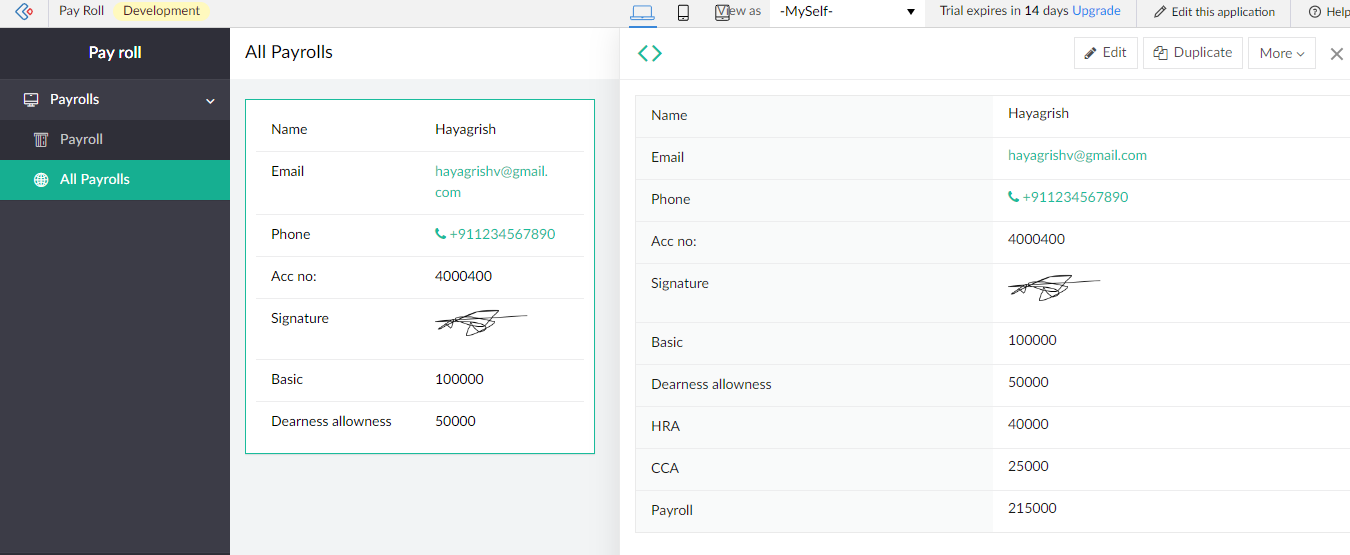 Pay Roll Development View as -MySelf- Trial expires in 14 days Upgrade Edit this application Help
Pay roll
Payrolls
Payroll
All Payrolls
All Payrolls
Name Hayagrish
Email hayagrishv@gmail.
com
Phone +911234567890
Acc no: 4000400
Signature
Basic 100000
Dearness allowness 50000
Edit Duplicate More
Name Hayagrish
Email hayagrishv@gmail.com
Phone +911234567890
Acc no: 4000400
Signature
Basic 100000
Dearness allowness 50000
HRA 40000
CCA 25000
Payroll 215000